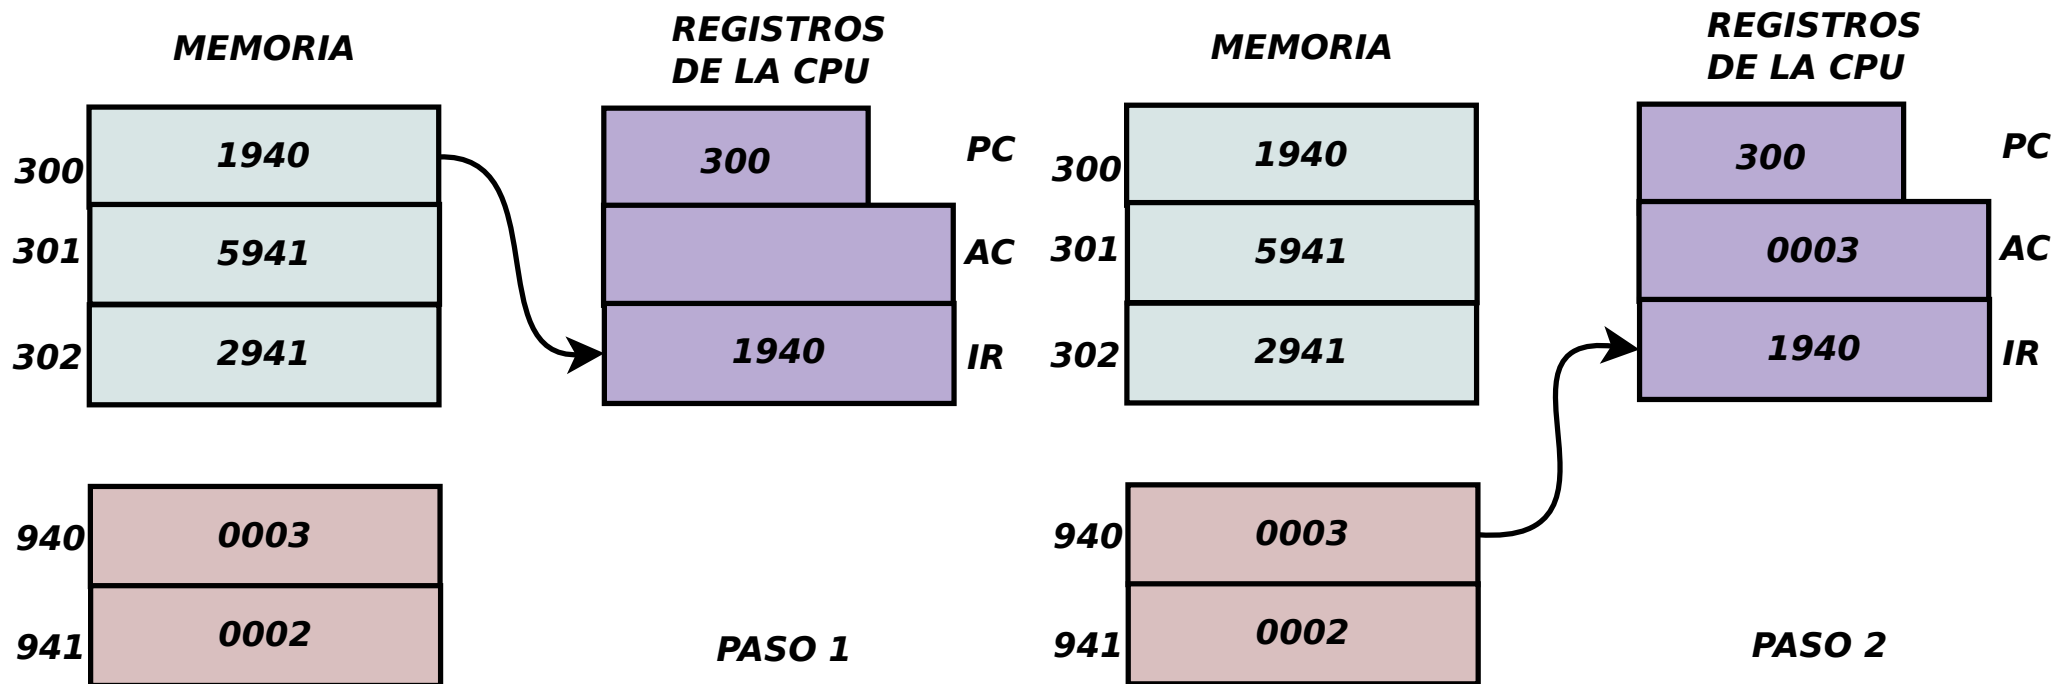 MEMORIA
REGISTROS
DE LA CPU
300
1940
301
5941
302
2941
300
PC
AC
1940
IR
940
0003
941
0002
PASO 1
MEMORIA
REGISTROS
DE LA CPU
300
1940
301
5941
302
2941
300
PC
0003
AC
1940
IR
940
0003
941
0002
PASO 2